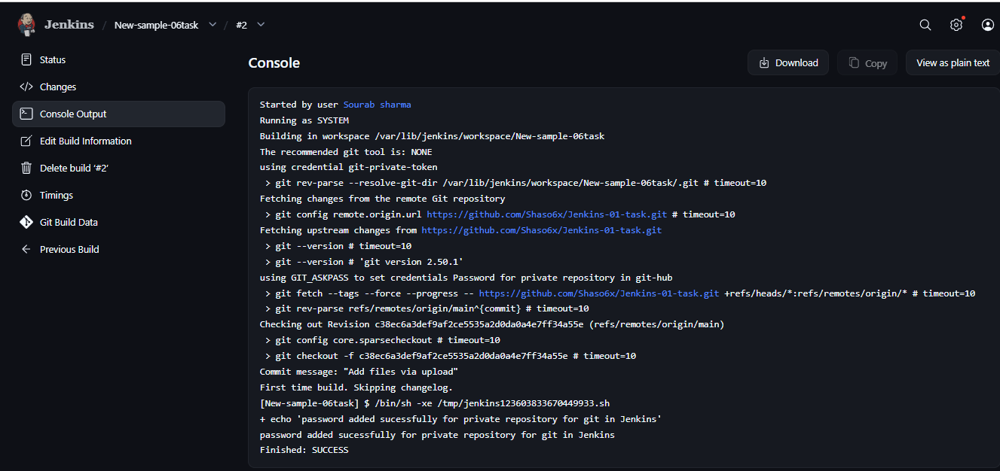 Jenkins / New-sample-06task / #2
Status
Changes
Console Output
Edit Build Information
Delete build ‘#2’
Timings
Git Build Data
Previous Build
Console
Download
Copy
View as plain text
Started by user Sourab sharma
Running as SYSTEM
Building in workspace /var/lib/jenkins/workspace/New-sample-06task
The recommended git tool is: NONE
using credential git-private-token
> git rev-parse --resolve-git-dir /var/lib/jenkins/workspace/New-sample-06task/.git # timeout=10
Fetching changes from the remote Git repository
> git config remote.origin.url https://github.com/Shaso6x/Jenkins-01-task.git # timeout=10
Fetching upstream changes from https://github.com/Shaso6x/Jenkins-01-task.git
> git --version # timeout=10
> git --version # 'git version 2.50.1'
using GIT_ASKPASS to set credentials Password for private repository in git-hub
> git fetch --tags --force --progress -- https://github.com/Shaso6x/Jenkins-01-task.git +refs/heads/*:refs/remotes/origin/* # timeout=10
> git rev-parse refs/remotes/origin/main^{commit} # timeout=10
Checking out Revision c38ec6a3def9af2ce5535a2d0da0a4e7ff34a55e (refs/remotes/origin/main)
> git config core.sparsecheckout # timeout=10
> git checkout -f c38ec6a3def9af2ce5535a2d0da0a4e7ff34a55e # timeout=10
Commit message: "Add files via upload"
First time build. Skipping changelog.
[New-sample-06task] $ /bin/sh -xe /tmp/jenkins123603833670449933.sh
+ echo 'password added sucessfully for private repository for git in Jenkins'
password added sucessfully for private repository for git in Jenkins
Finished: SUCCESS